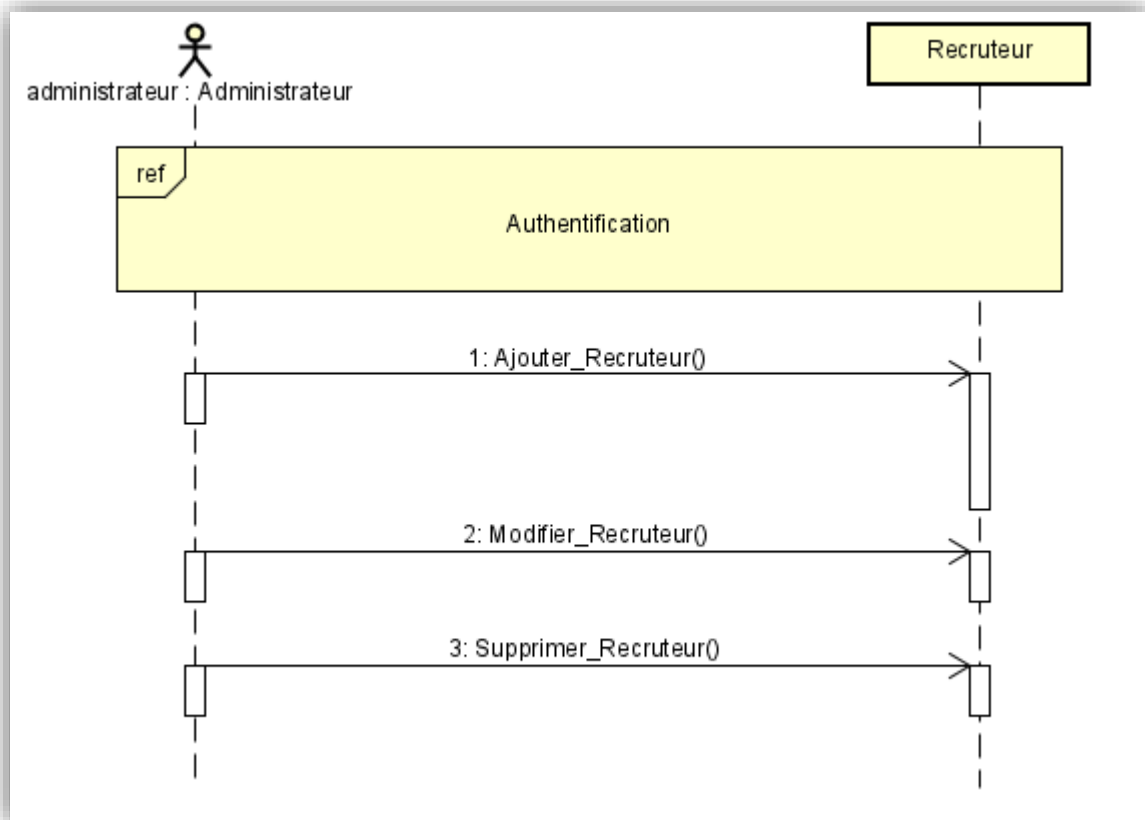 administrateur : Administrateur
Recruteur
ref
Authentification
1: Ajouter_Recruteur()
2: Modifier_Recruteur()
3: Supprimer_Recruteur()